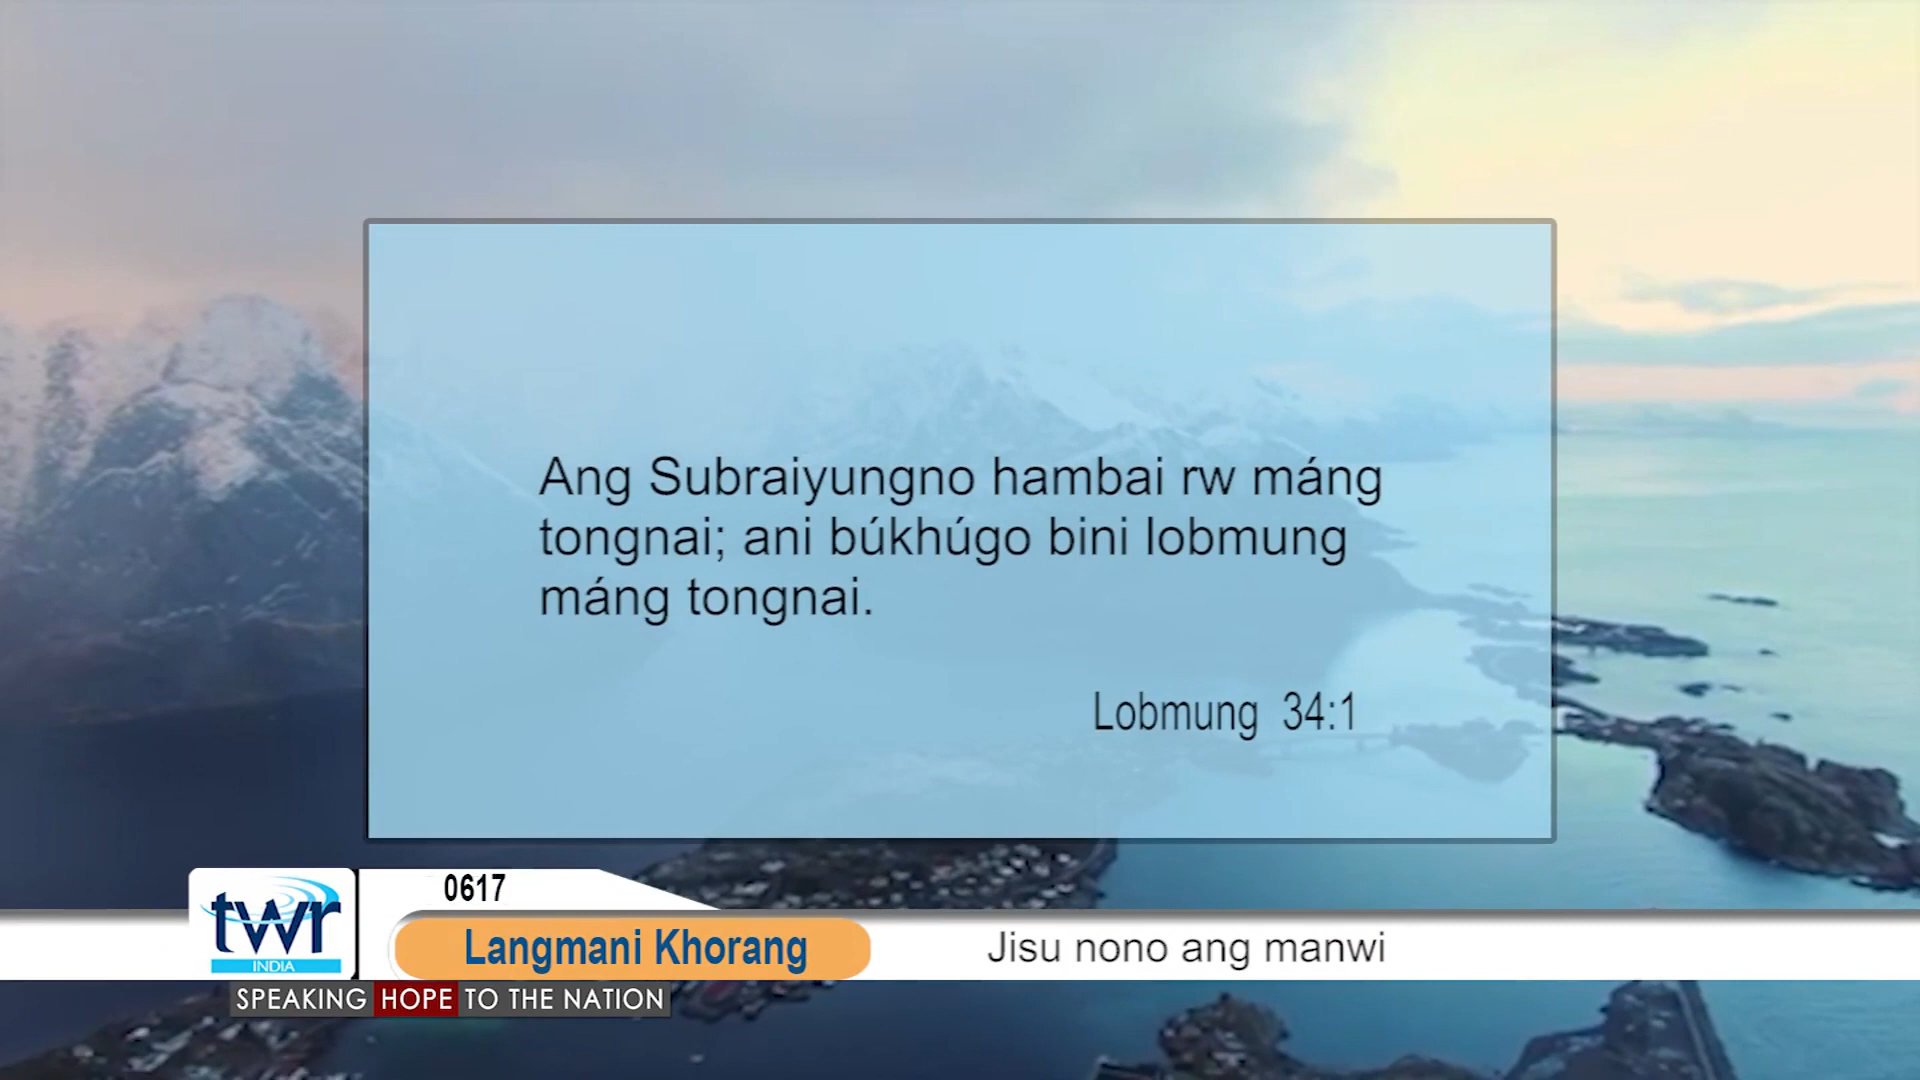 Ang Subraiyungno hambai rw máng
tongnai; ani búkhúgo bini lobmung
máng tongnai.
Lobmung 34:1
0617
twr
INDIA
Langmani Khorang
Jisu nono ang manwi
SPEAKING HOPE TO THE NATION